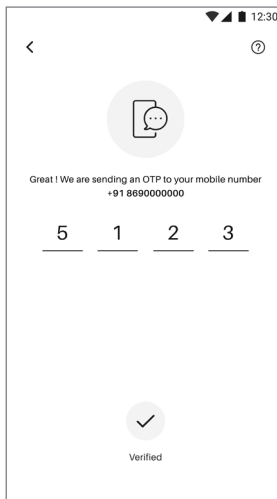 12:30
Great ! We are sending an OTP to your mobile number
+91 8690000000
5 1 2 3
Verified